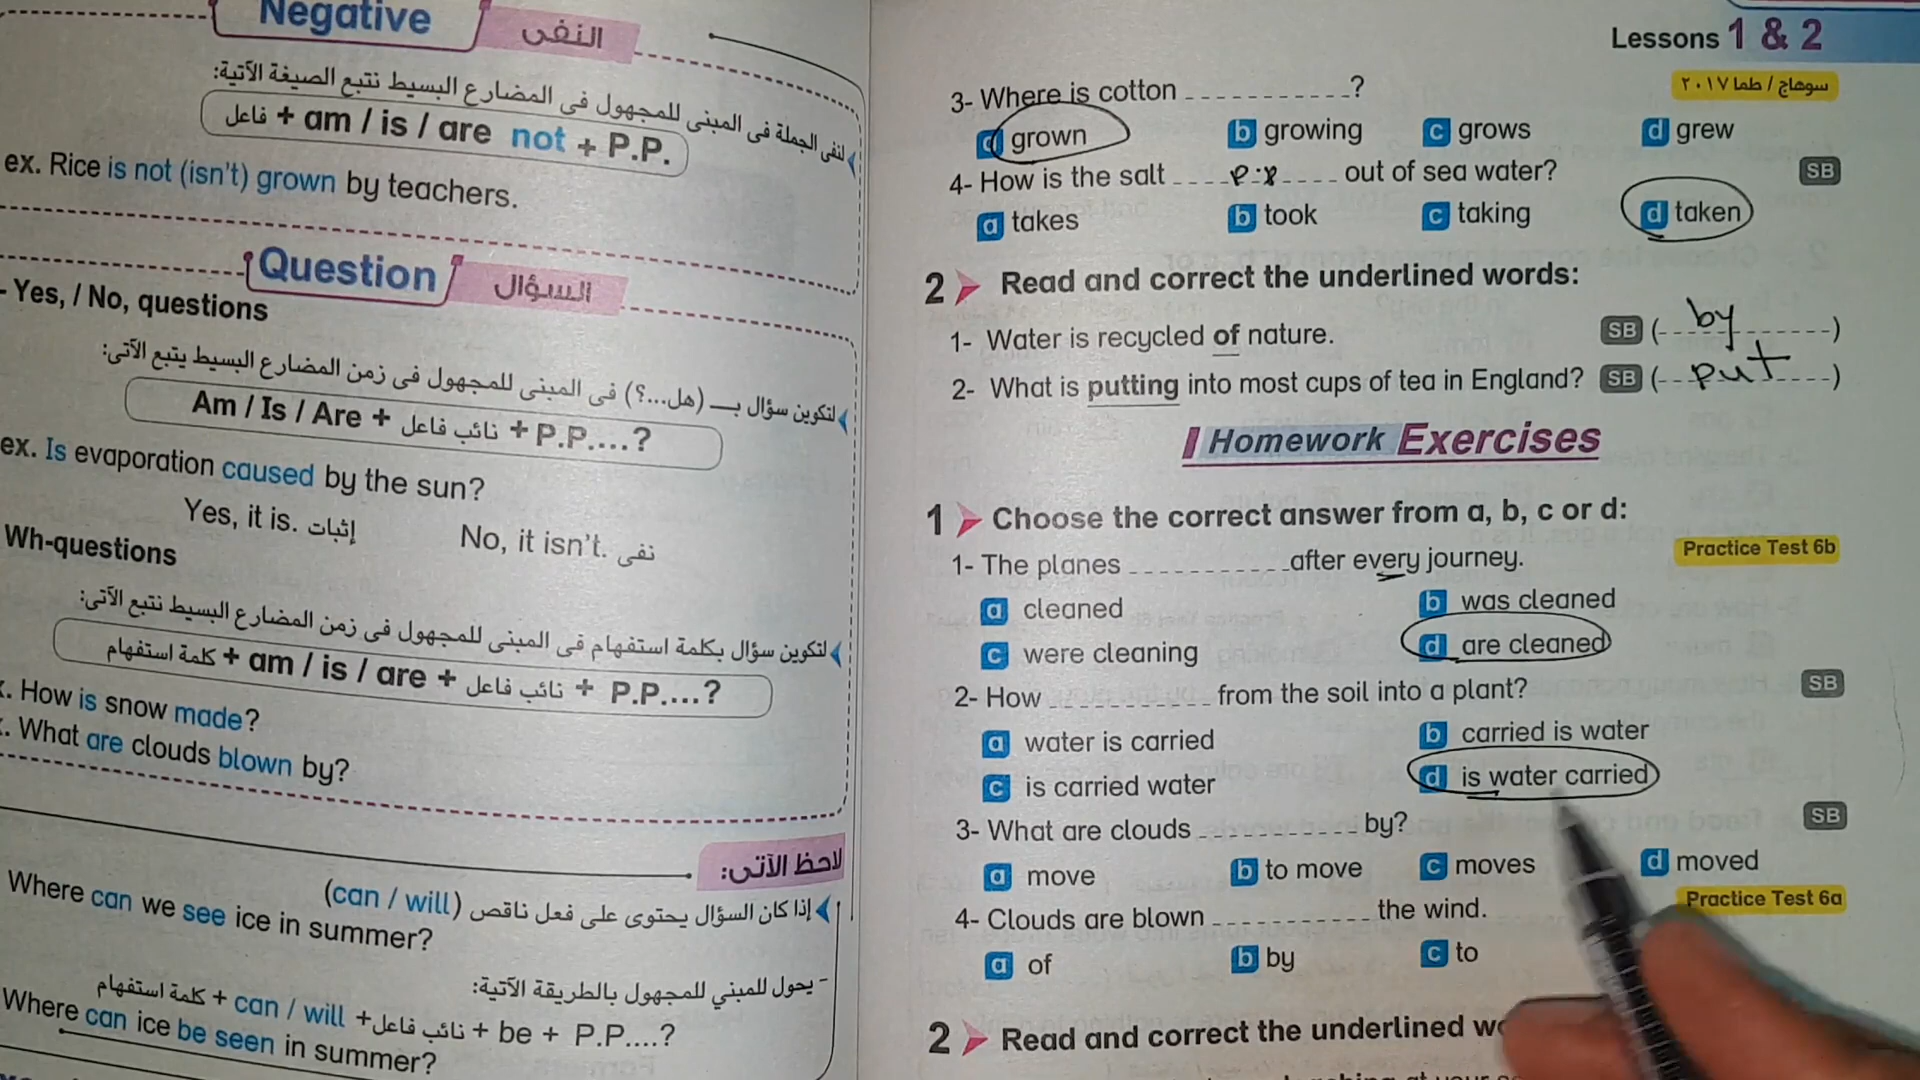 Negative النفى
لنفى الجملة فى المبنى للمجهول فى المضارع البسيط نتبع الصيغة الآتية:
فاعل + am / is / are not + P.P.
ex. Rice is not (isn't) grown by teachers.
Question السؤال
- Yes, / No, questions
لتكوين سؤال بـ (هل...؟) فى المبنى للمجهول فى زمن المضارع البسيط يتبع الآتى:
Am / Is / Are + نائب فاعل + P.P....?
ex. Is evaporation caused by the sun?
Yes, it is. إثبات No, it isn't. نفى
Wh-questions
لتكوين سؤال بكلمة استفهام فى المبنى للمجهول فى زمن المضارع البسيط نتبع الآتى:
كلمة استفهام + am / is / are + نائب فاعل + P.P....?
. How is snow made?
. What are clouds blown by?
لاحظ الآتى:
إذا كان السؤال يحتوى على فعل ناقص (can / will)
Where can we see ice in summer?
- يحول للمبني للمجهول بالطريقة الآتية:
كلمة استفهام + can / will + نائب فاعل + be + P.P....?
Where can ice be seen in summer?
Lessons 1 & 2
3- Where is cotton ___________? سوهاج / طما ٢٠١٧
a grown b growing c grows d grew
4- How is the salt ____P.P____ out of sea water? SB
a takes b took c taking d taken
2 Read and correct the underlined words:
1- Water is recycled of nature. SB (by)
2- What is putting into most cups of tea in England? SB (put)
Homework Exercises
1 Choose the correct answer from a, b, c or d:
1- The planes ___________ after every journey. Practice Test 6b
a cleaned b was cleaned
c were cleaning d are cleaned
2- How ___________ from the soil into a plant? SB
a water is carried b carried is water
c is carried water d is water carried
3- What are clouds ___________ by? SB
a move b to move c moves d moved
4- Clouds are blown ___________ the wind. Practice Test 6a
a of b by c to
2 Read and correct the underlined